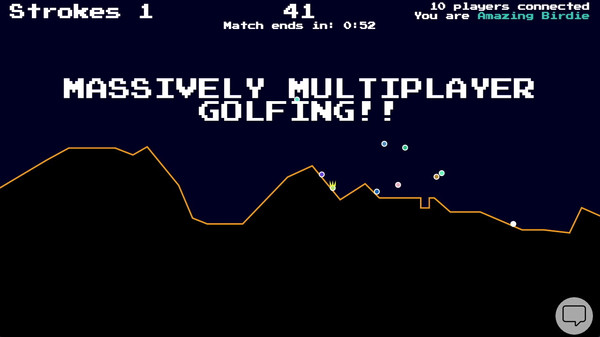 Strokes 1
41
Match ends in: 0:52
10 players connected
You are Amazing Birdie
MASSIVELY MULTIPLAYER
GOLFING!!